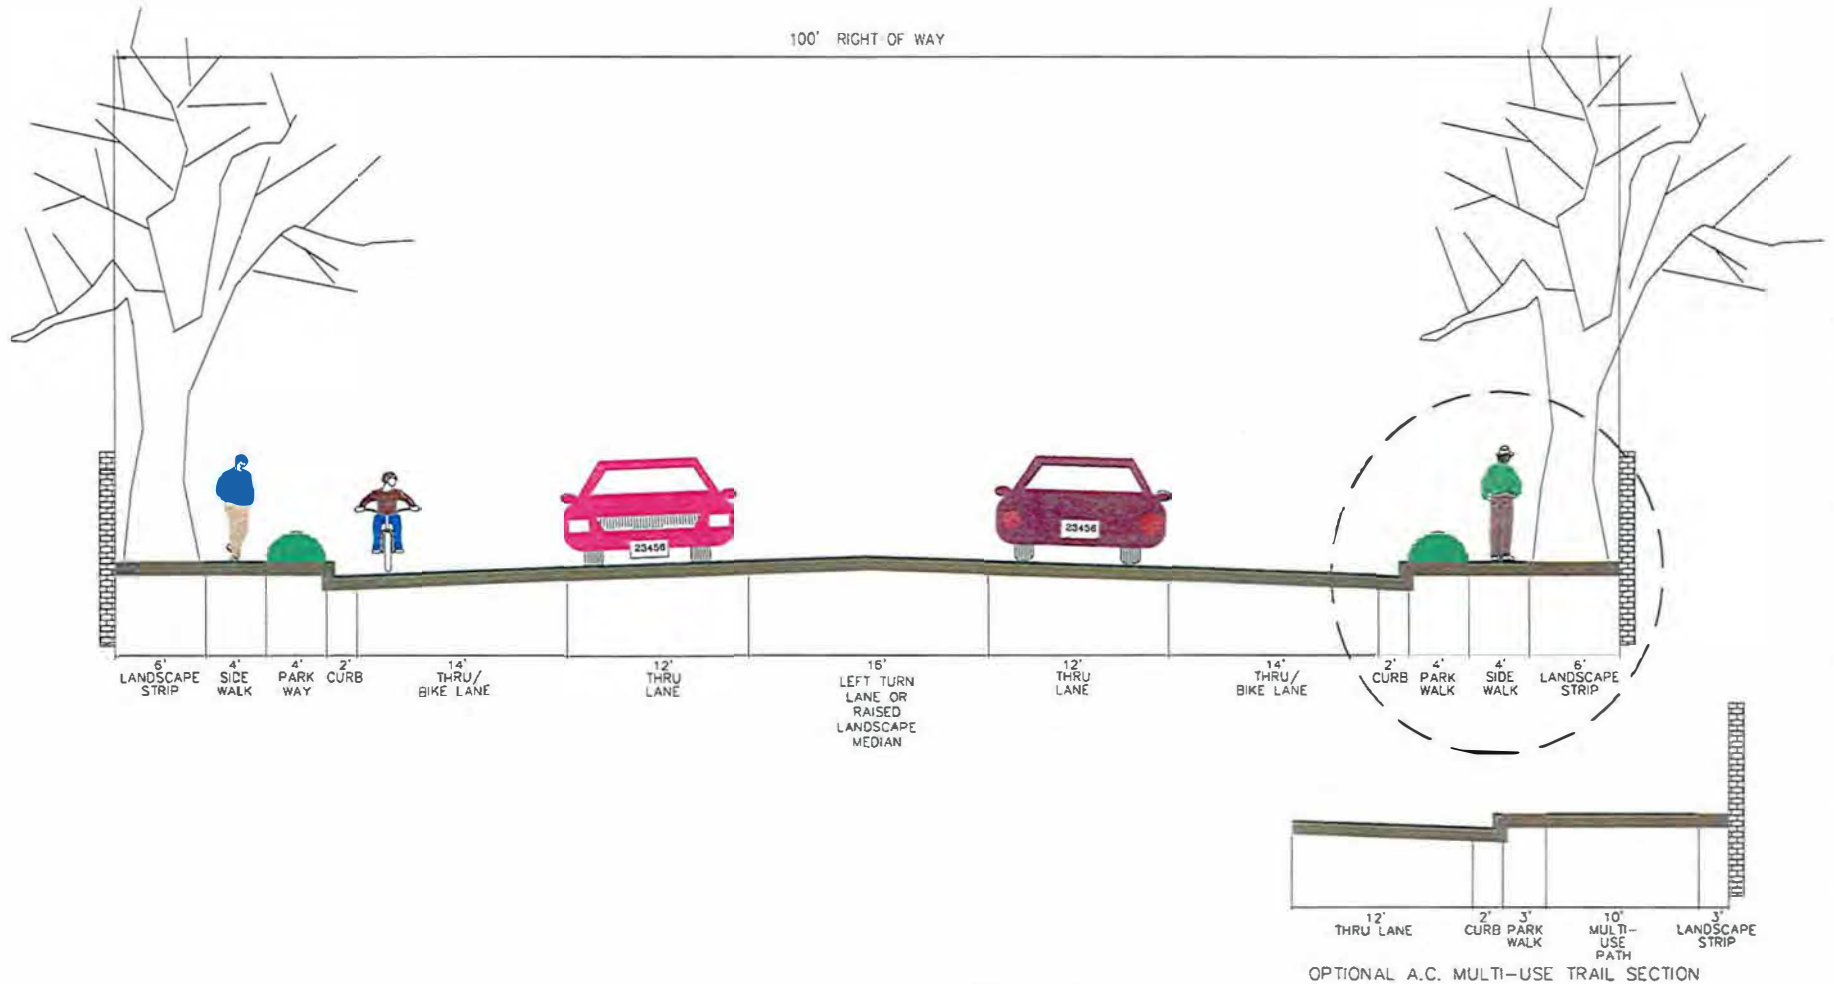 100' RIGHT OF WAY
23456
23456
6'
LANDSCAPE
STRIP
4'
SIDE
WALK
4'
PARK
WAY
2'
CURB
14'
THRU/
BIKE LANE
12'
THRU
LANE
16'
LEFT TURN
LANE OR
RAISED
LANDSCAPE
MEDIAN
12'
THRU
LANE
14'
THRU/
BIKE LANE
2'
CURB
4'
PARK
WALK
4'
SIDE
WALK
6'
LANDSCAPE
STRIP
12'
THRU LANE
2'
CURB
3'
PARK
WALK
10'
MULTI-
USE
PATH
3'
LANDSCAPE
STRIP
OPTIONAL A.C. MULTI-USE TRAIL SECTION